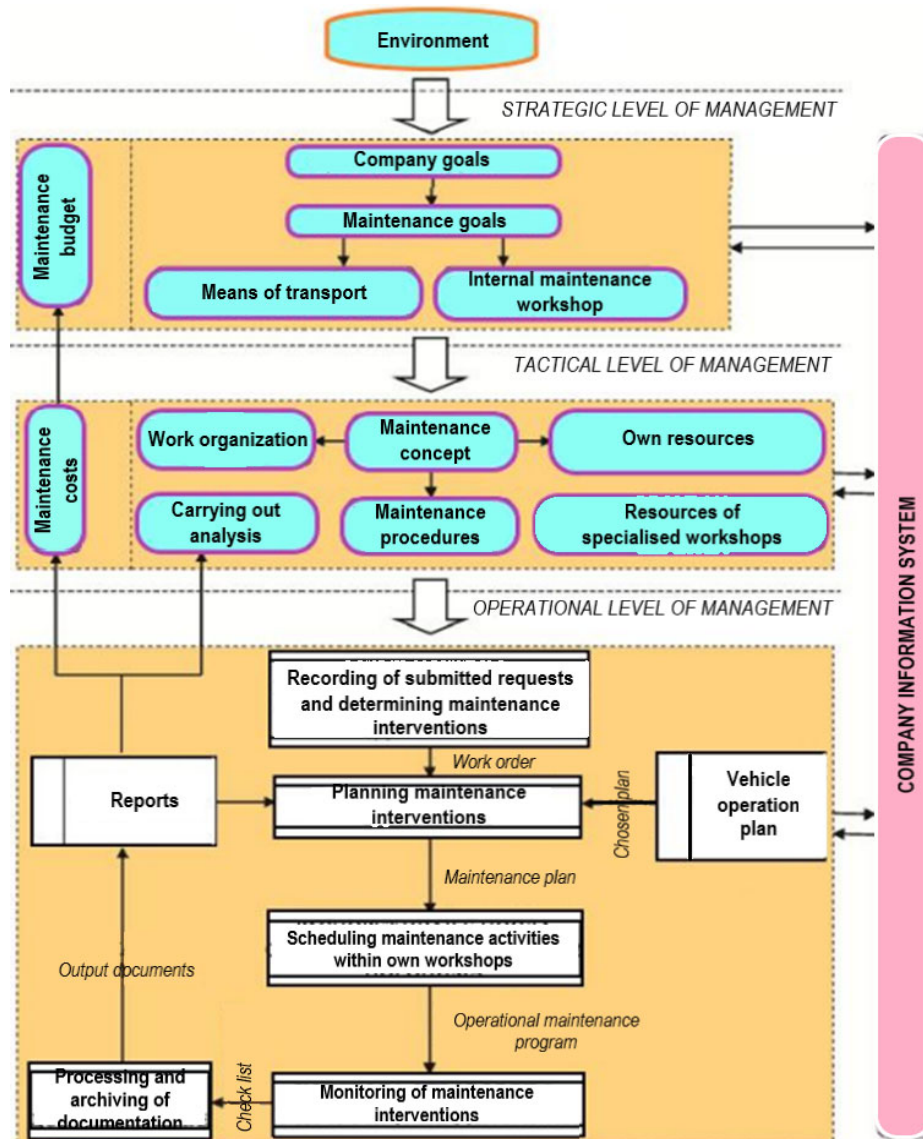 Environment
STRATEGIC LEVEL OF MANAGEMENT
Maintenance
budget
Company goals
Maintenance goals
Means of transport
Internal maintenance
workshop
TACTICAL LEVEL OF MANAGEMENT
Maintenance
costs
Work organization
Maintenance
concept
Own resources
Carrying out
analysis
Maintenance
procedures
Resources of
specialised workshops
OPERATIONAL LEVEL OF MANAGEMENT
Recording of submitted requests
and determining maintenance
interventions
Work order
Reports
Planning maintenance
interventions
Chosen plan
Vehicle
operation
plan
Maintenance plan
Scheduling maintenance activities
within own workshops
Output documents
Operational maintenance
program
Processing and
archiving of
documentation
Check list
Monitoring of maintenance
interventions
COMPANY INFORMATION SYSTEM